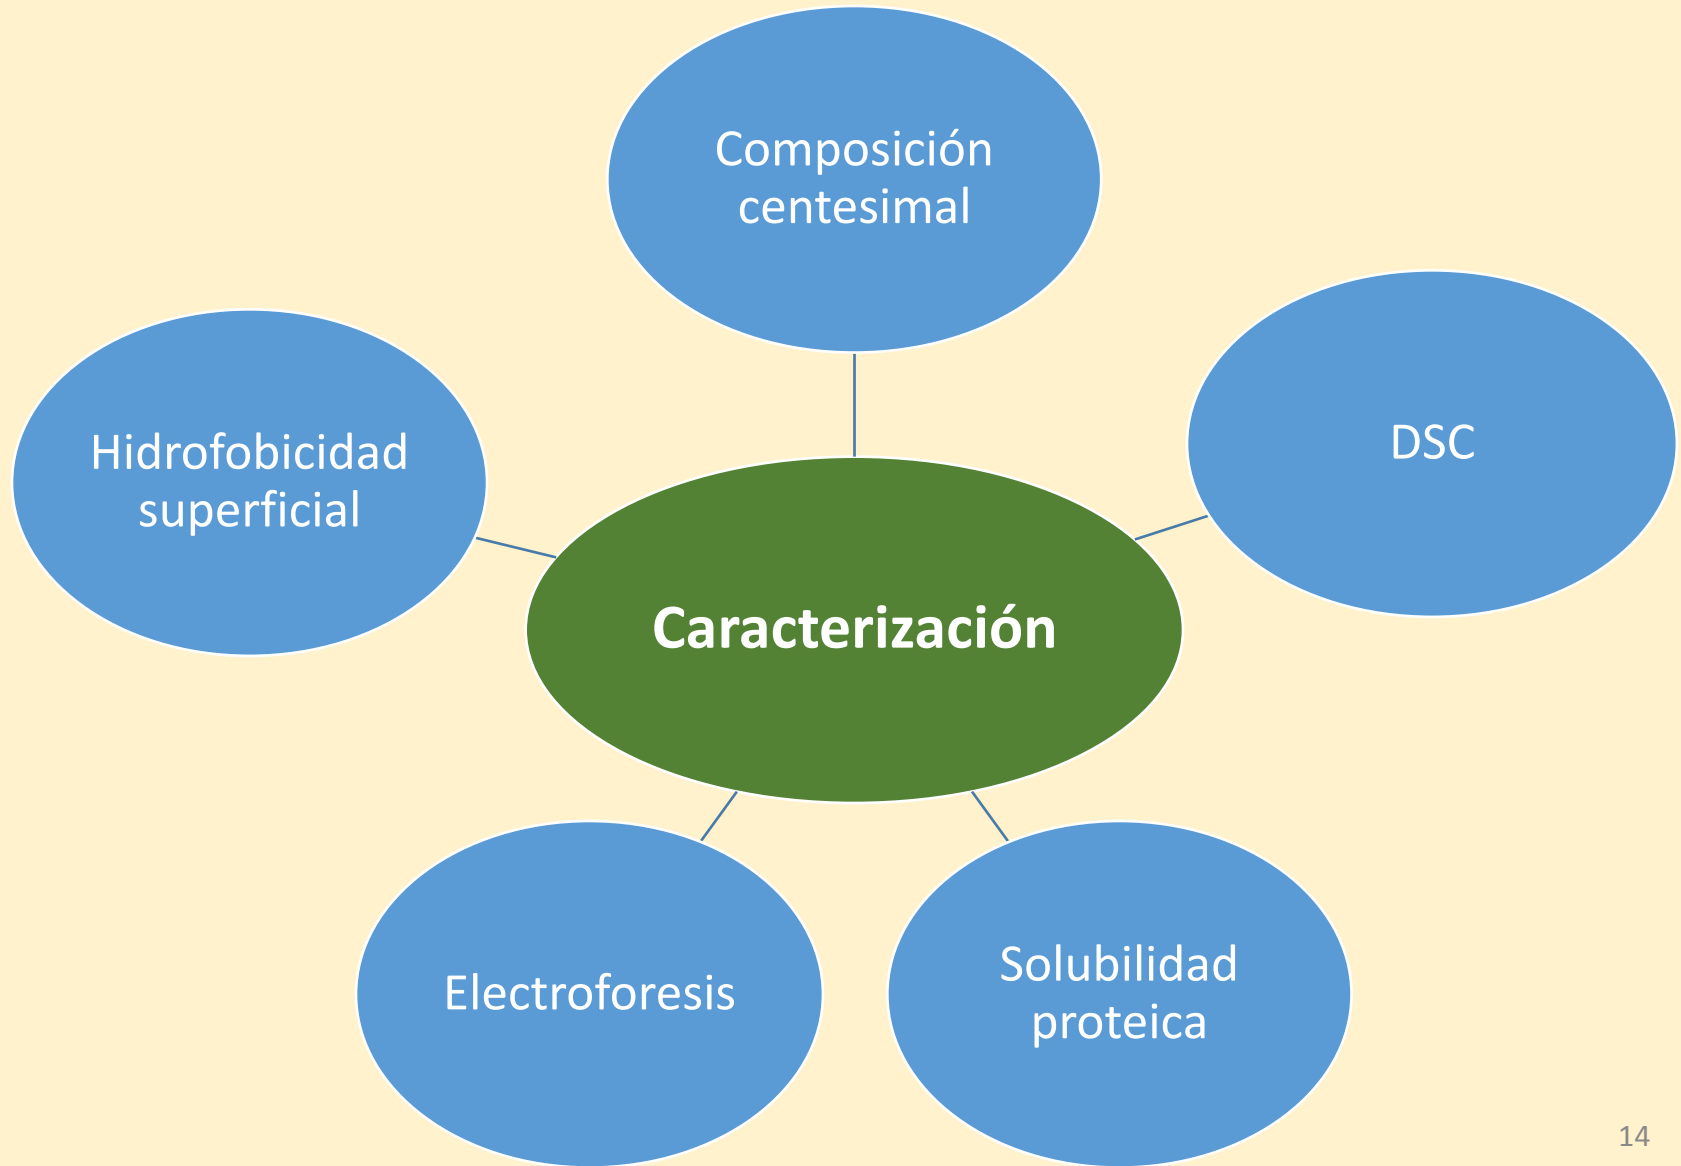 Composición
centesimal
DSC
Hidrofobicidad
superficial
Caracterización
Electroforesis
Solubilidad
proteica
14